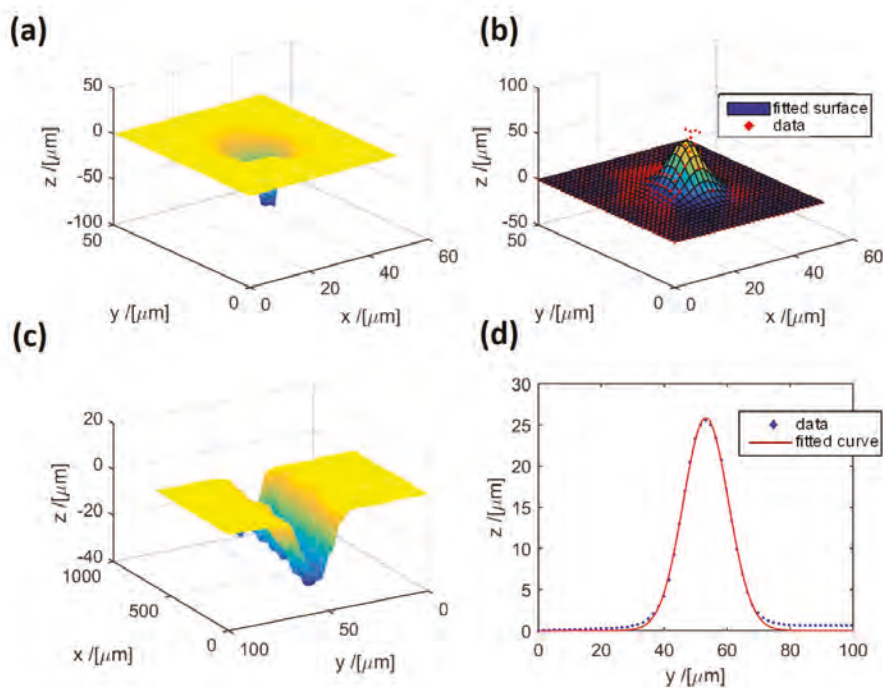 (a)
50
0
-50
-100
z /[μm]
50
0
y /[μm]
0
20
40
60
x /[μm]
(b)
100
50
0
-50
z /[μm]
fitted surface
data
50
0
y /[μm]
0
20
40
60
x /[μm]
(c)
20
0
-20
-40
z /[μm]
1000
500
0
x /[μm]
100
50
0
y /[μm]
(d)
30
25
20
15
10
5
0
z /[μm]
data
fitted curve
0
20
40
60
80
100
y /[μm]